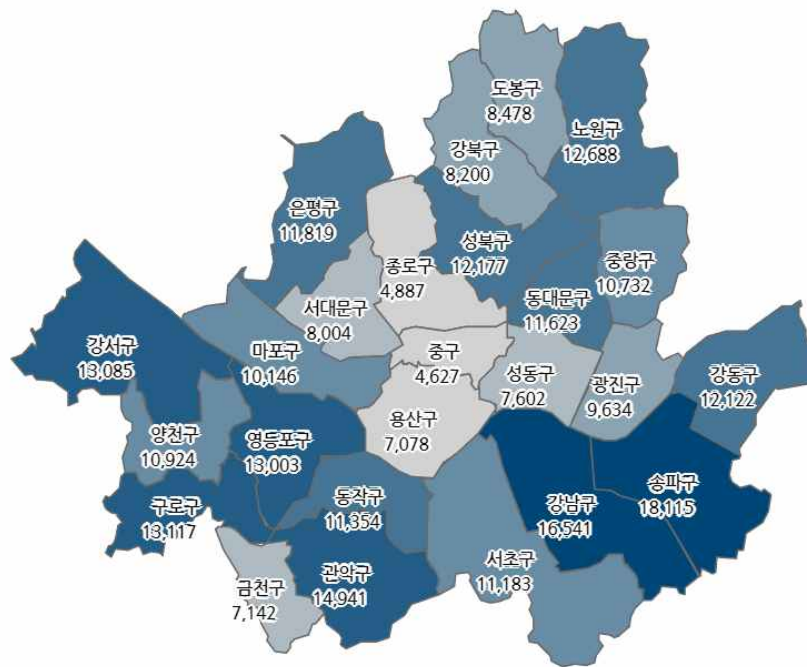 도봉구
8,478
노원구
12,688
강북구
8,200
은평구
11,819
성북구
12,177
중랑구
10,732
종로구
4,887
동대문구
11,623
서대문구
8,004
강서구
13,085
마포구
10,146
중구
4,627
성동구
7,602
광진구
9,634
강동구
12,122
용산구
7,078
양천구
10,924
영등포구
13,003
구로구
13,117
동작구
11,354
강남구
16,541
송파구
18,115
서초구
11,183
관악구
14,941
금천구
7,142